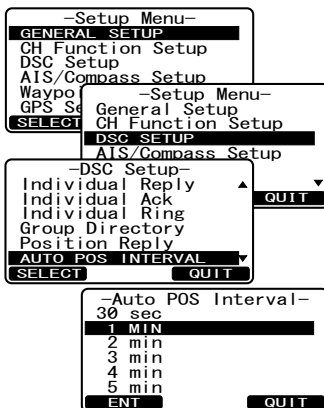 –Setup Menu–
GENERAL SETUP
CH Function Setup
DSC Setup
AIS/Compass Setup
GPS
SELECT
–Setup Menu–
General Setup
CH Function Setup
DSC SETUP
AIS/Compass Setup
QUIT
–DSC Setup–
Individual Reply
Individual Ack
Individual Ring
Group Directory
Position Reply
AUTO POS INTERVAL
SELECT QUIT
–Auto POS Interval–
30 sec
1 MIN
2 min
3 min
4 min
5 min
ENT QUIT